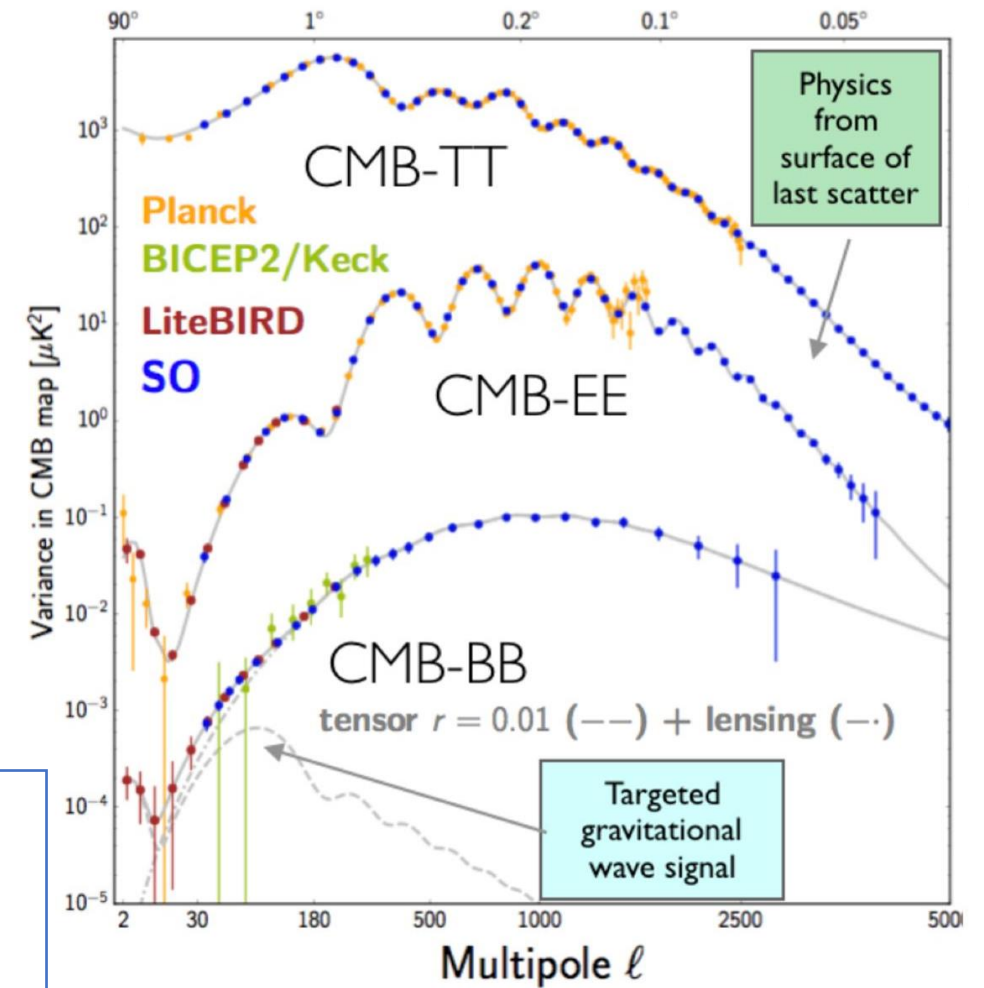 90° 1° 0.2° 0.1° 0.05°
Physics
from
surface of
last scatter
10³
CMB-TT
Planck
BICEP2/Keck
LiteBIRD
SO
10²
10¹
CMB-EE
10⁰
Variance in CMB map [μK²]
10⁻¹
10⁻²
CMB-BB
10⁻³
tensor r = 0.01 (−−) + lensing (−·)
Targeted
gravitational
wave signal
10⁻⁴
10⁻⁵
2 30 180 500 1000 2500
Multipole ℓ